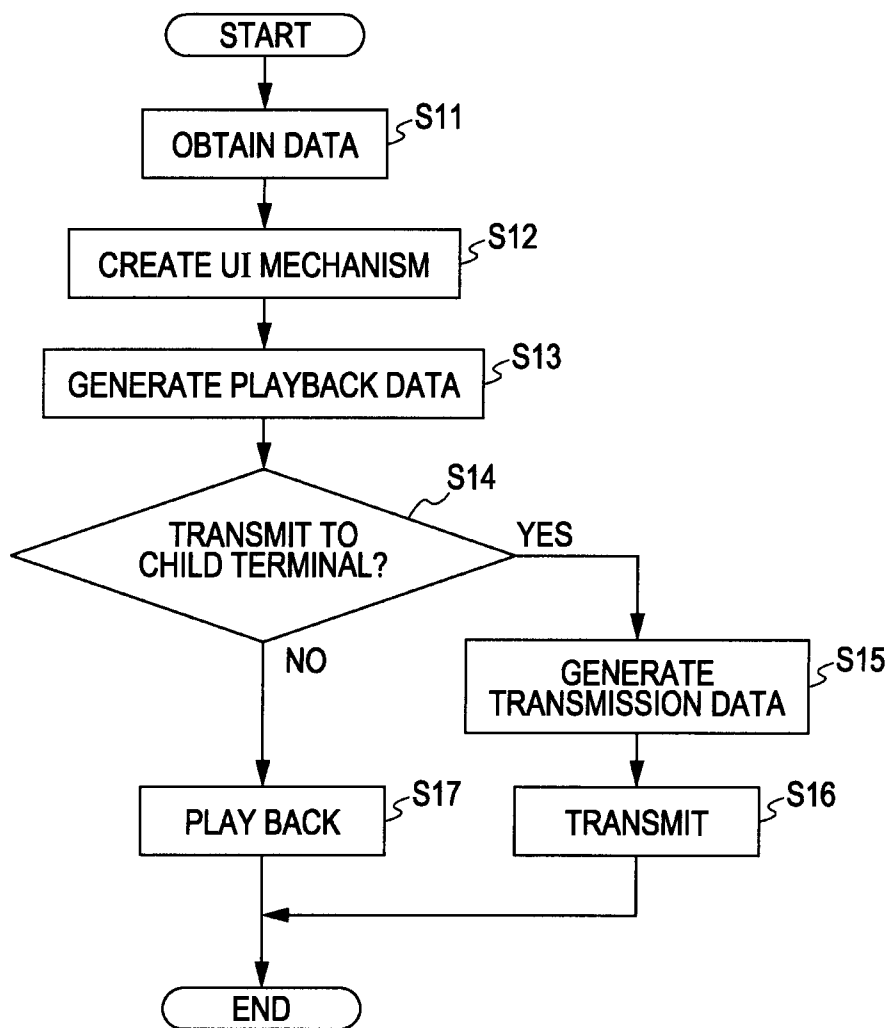 START
S11
OBTAIN DATA
S12
CREATE UI MECHANISM
S13
GENERATE PLAYBACK DATA
S14
TRANSMIT TO
CHILD TERMINAL?
YES
NO
S15
GENERATE
TRANSMISSION DATA
S17
PLAY BACK
S16
TRANSMIT
END